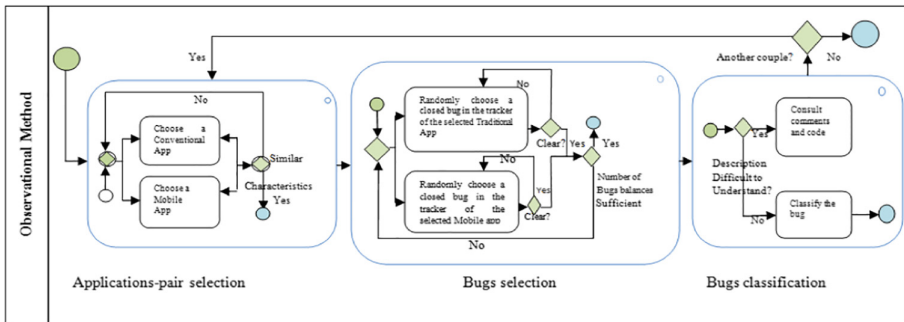 Observational Method
Yes
Another couple?
No
No
Choose a
Conventional
App
Choose a
Mobile
App
Similar
Characteristics
Yes
Applications-pair selection
No
Randomly choose a
closed bug in the tracker
of the selected Traditional
App
Clear?
Yes
Yes
No
Randomly choose a
closed bug in the
tracker of the
selected Mobile app
Yes
Clear?
Number of
Bugs balances
Sufficient
No
Bugs selection
Consult
comments
and code
Yes
Description
Difficult to
Understand?
No
Classify the
bug
Bugs classification